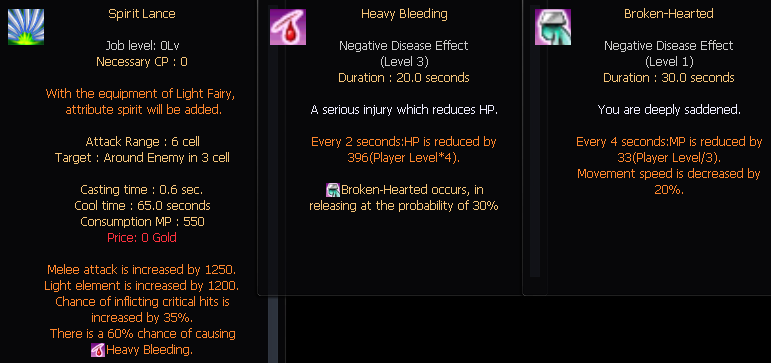 Spirit Lance
Job level: 0Lv
Necessary CP : 0
With the equipment of Light Fairy,
attribute spirit will be added.
Attack Range : 6 cell
Target : Around Enemy in 3 cell
Casting time : 0.6 sec.
Cool time : 65.0 seconds
Consumption MP : 550
Price: 0 Gold
Melee attack is increased by 1250.
Light element is increased by 1200.
Chance of inflicting critical hits is
increased by 35%.
There is a 60% chance of causing
Heavy Bleeding.
Heavy Bleeding
Negative Disease Effect
(Level 3)
Duration : 20.0 seconds
A serious injury which reduces HP.
Every 2 seconds:HP is reduced by
396(Player Level*4).
Broken-Hearted occurs, in
releasing at the probability of 30%
Broken-Hearted
Negative Disease Effect
(Level 1)
Duration : 30.0 seconds
You are deeply saddened.
Every 4 seconds:MP is reduced by
33(Player Level/3).
Movement speed is decreased by
20%.